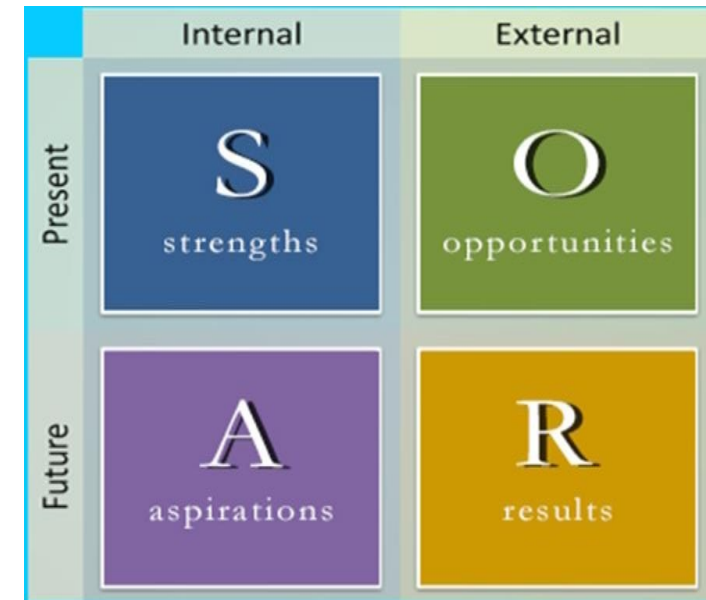 Internal
External
Present
S
strengths
O
opportunities
Future
A
aspirations
R
results